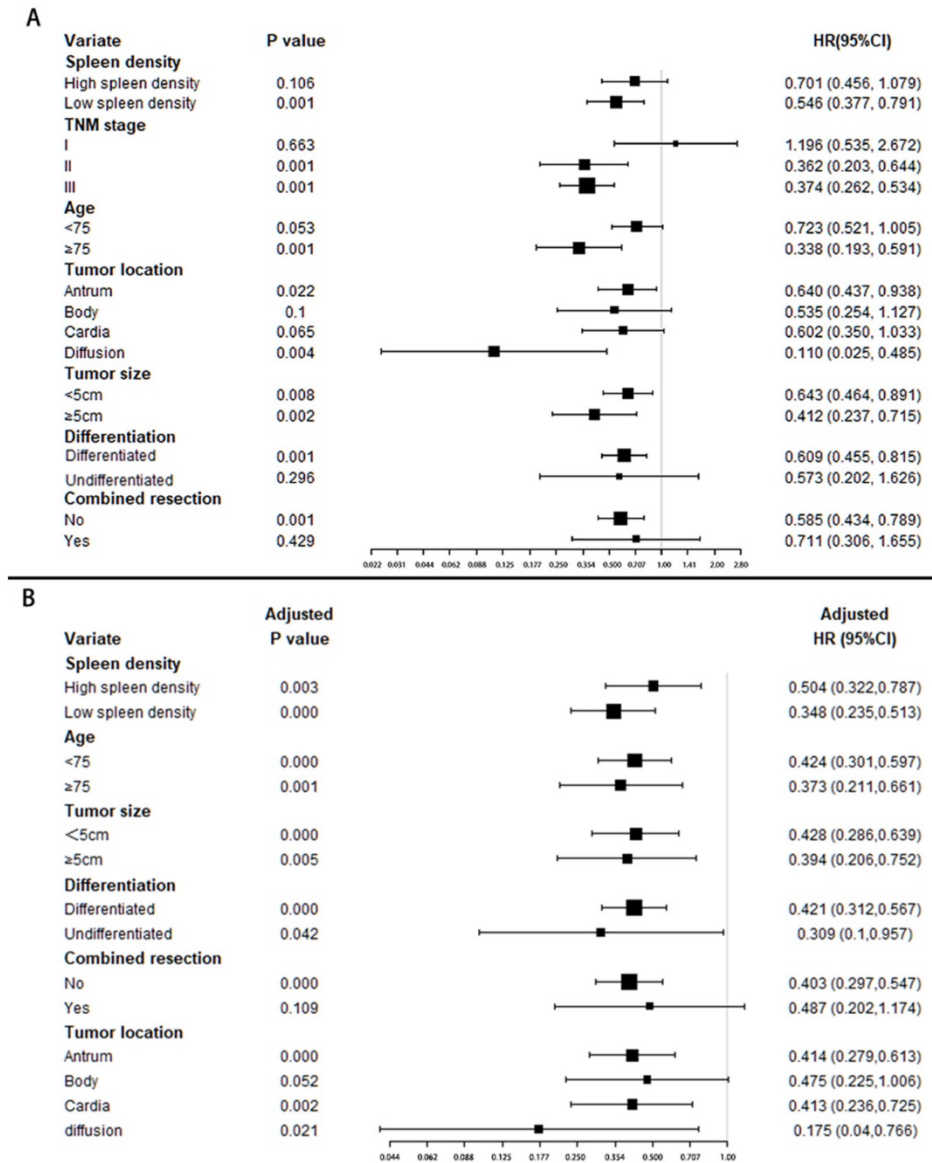 A
Variate P value HR(95%CI)
Spleen density
High spleen density 0.106 0.701 (0.456, 1.079)
Low spleen density 0.001 0.546 (0.377, 0.791)
TNM stage
I 0.663 1.196 (0.535, 2.672)
II 0.001 0.362 (0.203, 0.644)
III 0.001 0.374 (0.262, 0.534)
Age
<75 0.053 0.723 (0.521, 1.005)
≥75 0.001 0.338 (0.193, 0.591)
Tumor location
Antrum 0.022 0.640 (0.437, 0.938)
Body 0.1 0.535 (0.254, 1.127)
Cardia 0.065 0.602 (0.350, 1.033)
Diffusion 0.004 0.110 (0.025, 0.485)
Tumor size
<5cm 0.008 0.643 (0.464, 0.891)
≥5cm 0.002 0.412 (0.237, 0.715)
Differentiation
Differentiated 0.001 0.609 (0.455, 0.815)
Undifferentiated 0.296 0.573 (0.202, 1.626)
Combined resection
No 0.001 0.585 (0.434, 0.789)
Yes 0.429 0.711 (0.306, 1.655)
0.022 0.031 0.044 0.062 0.088 0.125 0.177 0.250 0.354 0.500 0.707 1.00 1.41 2.00 2.80
B
Adjusted Adjusted
Variate P value HR (95%CI)
Spleen density
High spleen density 0.003 0.504 (0.322,0.787)
Low spleen density 0.000 0.348 (0.235,0.513)
Age
<75 0.000 0.424 (0.301,0.597)
≥75 0.001 0.373 (0.211,0.661)
Tumor size
＜5cm 0.000 0.428 (0.286,0.639)
≥5cm 0.005 0.394 (0.206,0.752)
Differentiation
Differentiated 0.000 0.421 (0.312,0.567)
Undifferentiated 0.042 0.309 (0.1,0.957)
Combined resection
No 0.000 0.403 (0.297,0.547)
Yes 0.109 0.487 (0.202,1.174)
Tumor location
Antrum 0.000 0.414 (0.279,0.613)
Body 0.052 0.475 (0.225,1.006)
Cardia 0.002 0.413 (0.236,0.725)
diffusion 0.021 0.175 (0.04,0.766)
0.044 0.062 0.088 0.125 0.177 0.250 0.354 0.500 0.707 1.00